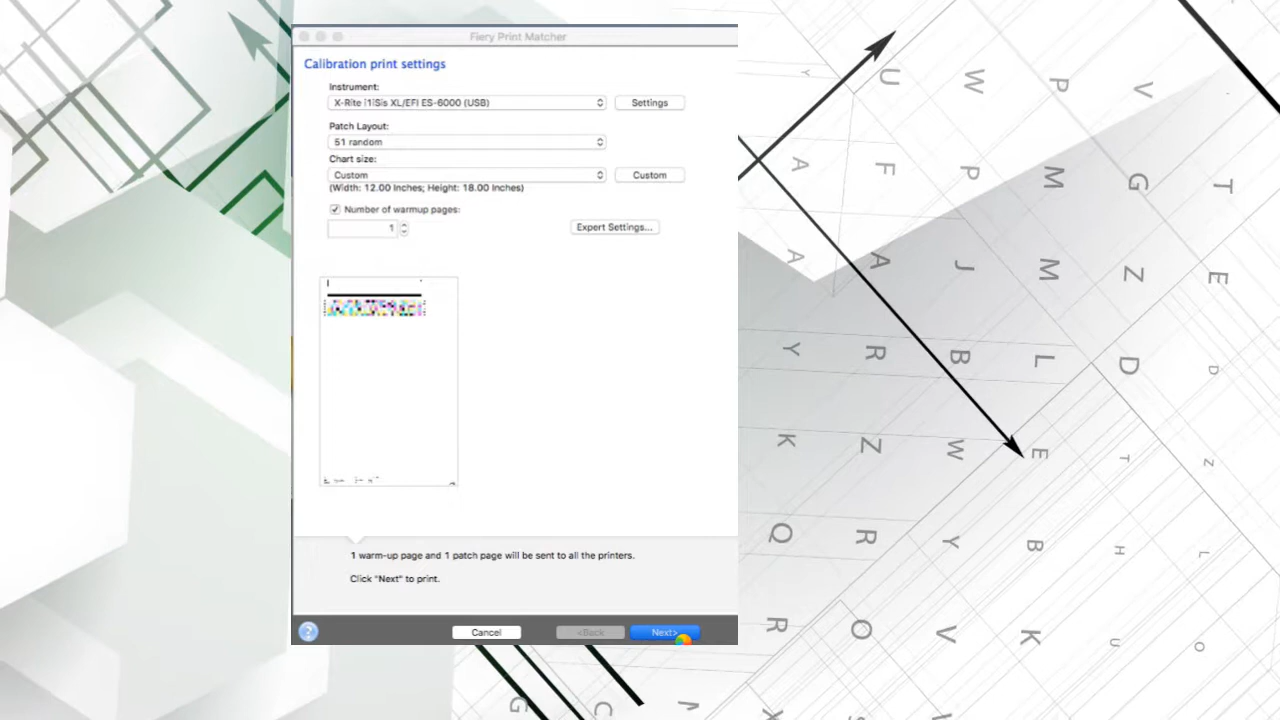 Fiery Print Matcher
Calibration print settings
Instrument:
X-Rite i1iSis XL/EFI ES-6000 (USB)
Settings
Patch Layout:
51 random
Chart size:
Custom
Custom
(Width: 12.00 Inches; Height: 18.00 Inches)
Number of warmup pages:
1
Expert Settings...
1 warm-up page and 1 patch page will be sent to all the printers.
Click "Next" to print.
?
Cancel
<Back
Next>
Y U W P V
A F P M G T
A A J M Z E
Y R B L D D
K Z W E T Z
Q R Y B H L
R O V K U O
G C